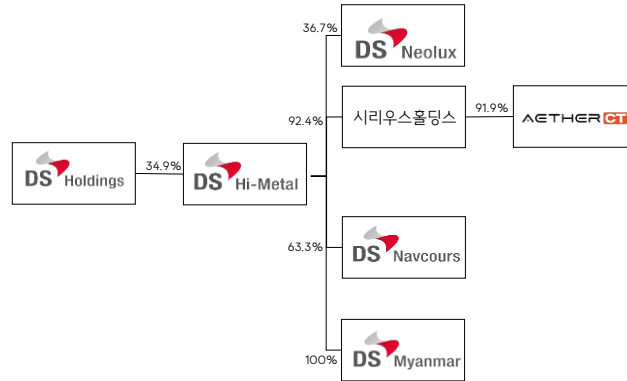 36.7%
DS Neolux
92.4%
시리우스홀딩스
91.9%
AETHER CT
DS Holdings
34.9%
DS Hi-Metal
63.3%
DS Navcours
100%
DS Myanmar